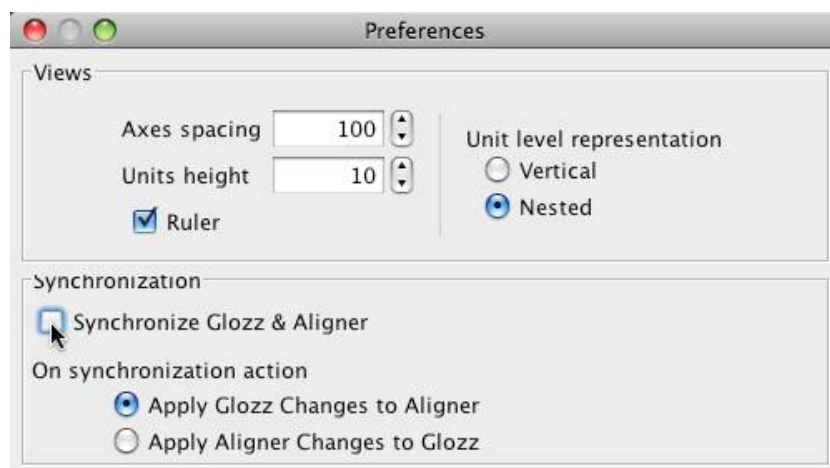 Preferences
Views
Axes spacing 100
Units height 10
Ruler
Unit level representation
Vertical
Nested
Synchronization
Synchronize Glozz & Aligner
On synchronization action
Apply Glozz Changes to Aligner
Apply Aligner Changes to Glozz